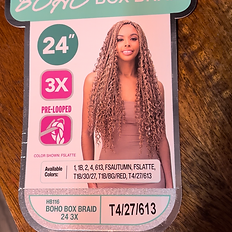 BOHO BOX BRAID
24"
3X
PRE-LOOPED
COLOR SHOWN: FSLATTE
Available Colors: 1, 1B, 2, 4, 613, FSAUTUMN, FSLATTE,
T1B/30/27, T1B/BG/RED, T4/27/613
HB116
BOHO BOX BRAID
24 3X
T4/27/613